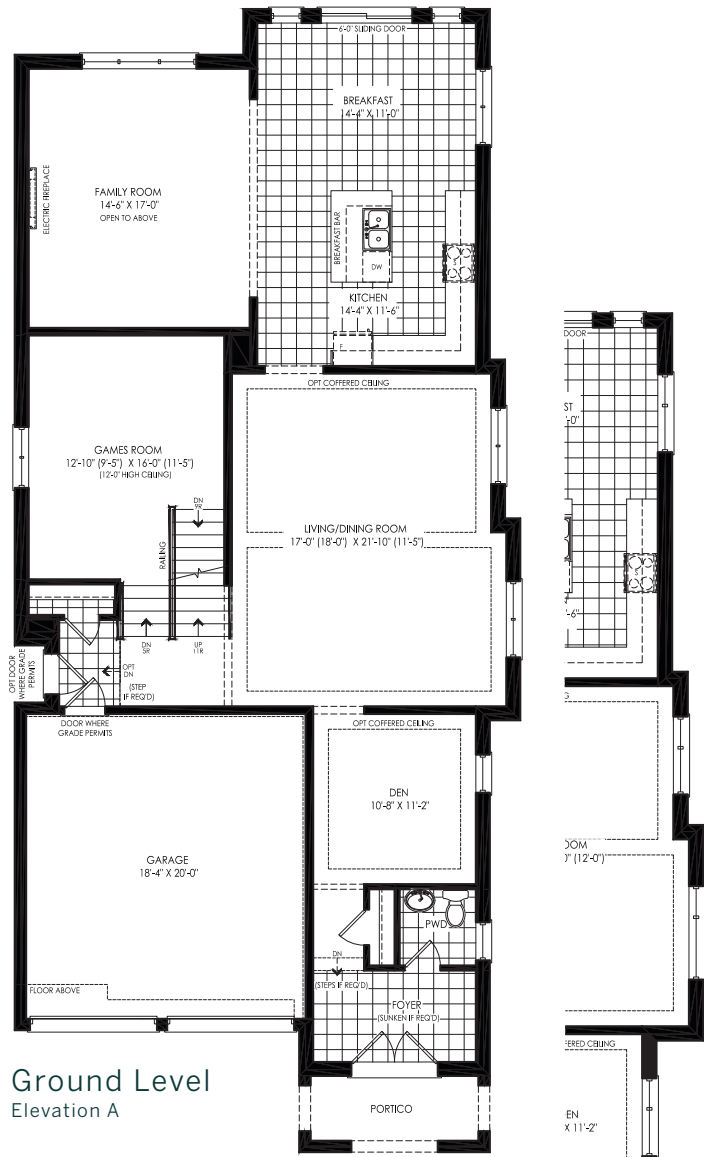 6'-0" SLIDING DOOR
BREAKFAST
14'-4" X 11'-0"
FAMILY ROOM
14'-6" X 17'-0"
OPEN TO ABOVE
ELECTRIC FIREPLACE
BREAKFAST BAR
DW
KITCHEN
14'-4" X 11'-6"
F
OPT COFFERED CEILING
GAMES ROOM
12'-10" (9'-5") X 16'-0" (11'-5")
(12'-0" HIGH CEILING)
DN
9R
RAILING
LIVING/DINING ROOM
17'-0" (18'-0") X 21'-10" (11'-5")
DN
5R
UP
11R
OPT DOOR
WHERE GRADE
PERMITS
OPT
DN
(STEP
IF REQ'D)
DOOR WHERE
GRADE PERMITS
OPT COFFERED CEILING
DEN
10'-8" X 11'-2"
GARAGE
18'-4" X 20'-0"
PWD
DN
(STEPS IF REQ'D)
FOYER
(SUNKEN IF REQ'D)
FLOOR ABOVE
PORTICO
Ground Level
Elevation A
DOOR
ST
'-0"
'-6"
G
OOM
0" (12'-0")
FERED CEILING
EN
X 11'-2"